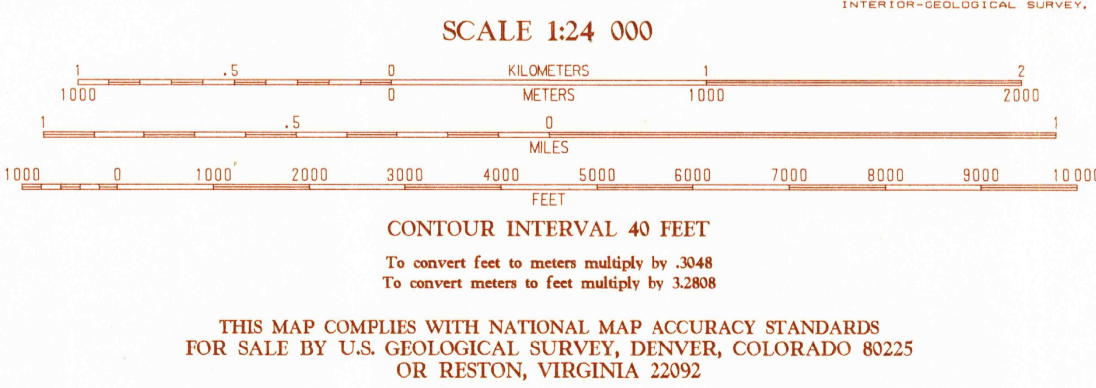 INTERIOR-GEOLOGICAL SURVEY,
SCALE 1:24 000
1 .5 0 KILOMETERS 1 2
1000 0 METERS 1000 2000
1 .5 0 1
MILES
1000 0 1000 2000 3000 4000 5000 6000 7000 8000 9000 10 000
FEET
CONTOUR INTERVAL 40 FEET
To convert feet to meters multiply by .3048
To convert meters to feet multiply by 3.2808
THIS MAP COMPLIES WITH NATIONAL MAP ACCURACY STANDARDS
FOR SALE BY U.S. GEOLOGICAL SURVEY, DENVER, COLORADO 80225
OR RESTON, VIRGINIA 22092